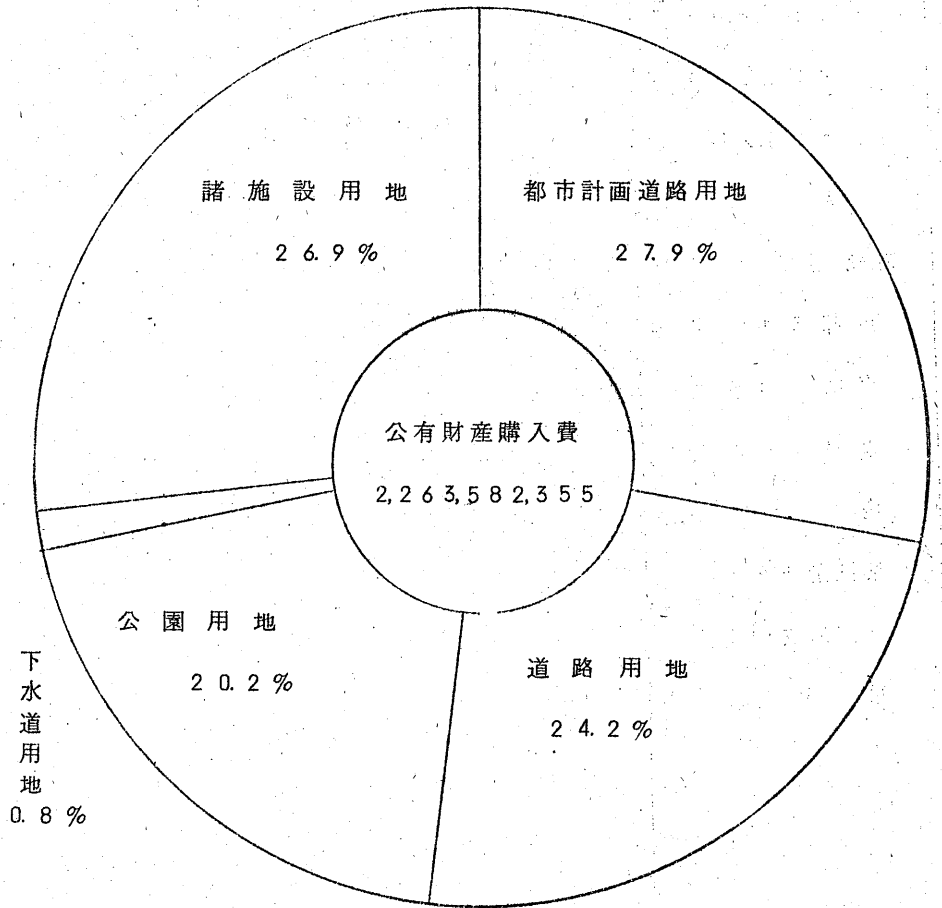 諸施設用地
26.9%
都市計画道路用地
27.9%
公有財産購入費
2,263,582,355
公園用地
20.2%
道路用地
24.2%
下水道用地
0.8%